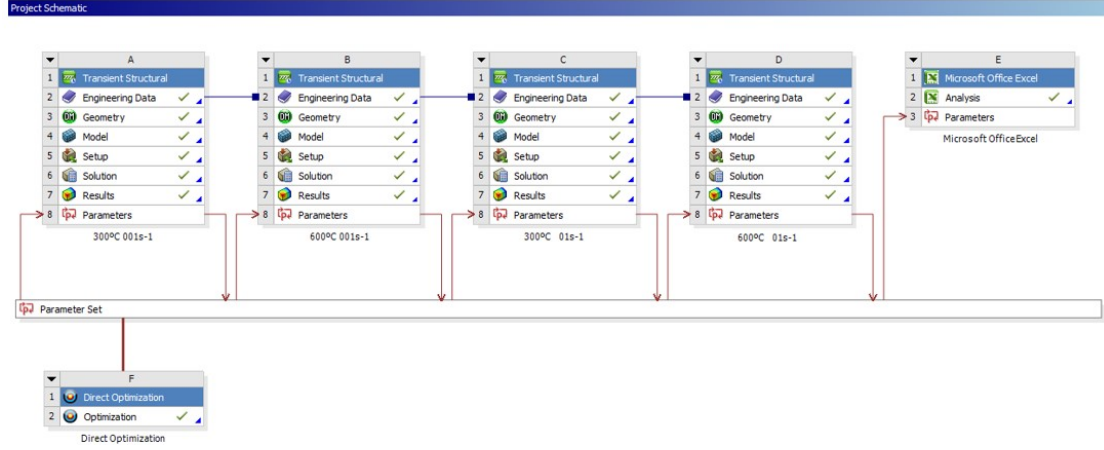 Project Schematic
A
1 Transient Structural
2 Engineering Data
3 Geometry
4 Model
5 Setup
6 Solution
7 Results
8 Parameters
300ºC 001s-1
B
1 Transient Structural
2 Engineering Data
3 Geometry
4 Model
5 Setup
6 Solution
7 Results
8 Parameters
600ºC 001s-1
C
1 Transient Structural
2 Engineering Data
3 Geometry
4 Model
5 Setup
6 Solution
7 Results
8 Parameters
300ºC 01s-1
D
1 Transient Structural
2 Engineering Data
3 Geometry
4 Model
5 Setup
6 Solution
7 Results
8 Parameters
600ºC 01s-1
E
1 Microsoft Office Excel
2 Analysis
3 Parameters
Microsoft Office Excel
Parameter Set
F
1 Direct Optimization
2 Optimization
Direct Optimization